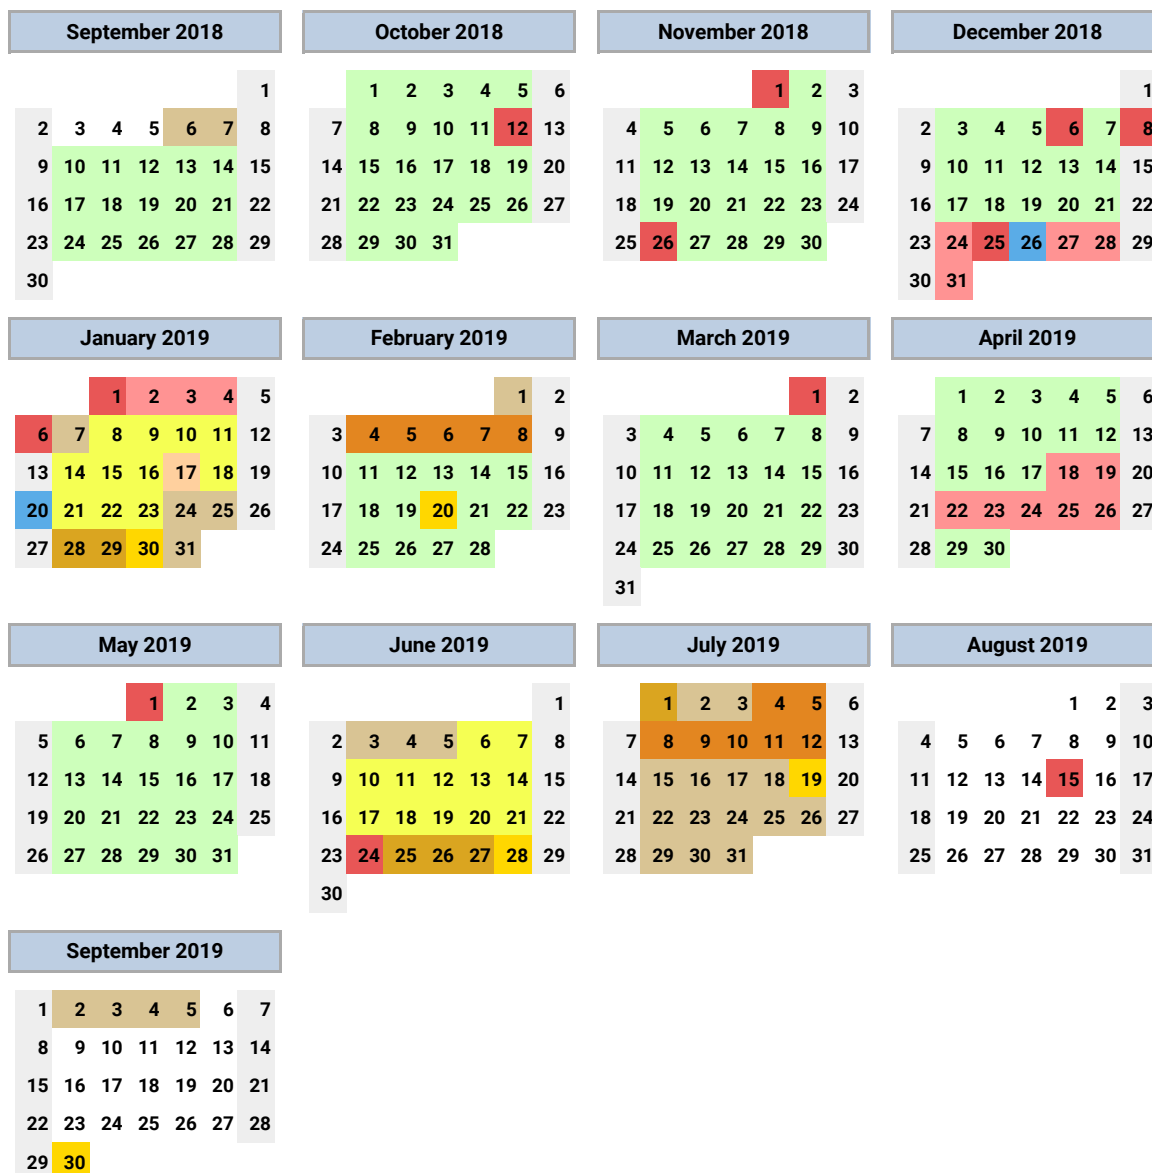 September 2018 October 2018 November 2018 December 2018
1 1 2 3 4 5 6 1 2 3 1
2 3 4 5 6 7 8 7 8 9 10 11 12 13 4 5 6 7 8 9 10 2 3 4 5 6 7 8
9 10 11 12 13 14 15 14 15 16 17 18 19 20 11 12 13 14 15 16 17 9 10 11 12 13 14 15
16 17 18 19 20 21 22 21 22 23 24 25 26 27 18 19 20 21 22 23 24 16 17 18 19 20 21 22
23 24 25 26 27 28 29 28 29 30 31 25 26 27 28 29 30 23 24 25 26 27 28 29
30 30 31
January 2019 February 2019 March 2019 April 2019
1 2 3 4 5 1 2 1 2 1 2 3 4 5 6
6 7 8 9 10 11 12 3 4 5 6 7 8 9 3 4 5 6 7 8 9 7 8 9 10 11 12 13
13 14 15 16 17 18 19 10 11 12 13 14 15 16 10 11 12 13 14 15 16 14 15 16 17 18 19 20
20 21 22 23 24 25 26 17 18 19 20 21 22 23 17 18 19 20 21 22 23 21 22 23 24 25 26 27
27 28 29 30 31 24 25 26 27 28 24 25 26 27 28 29 30 28 29 30
31
May 2019 June 2019 July 2019 August 2019
1 2 3 4 1 1 2 3 4 5 6 1 2 3
5 6 7 8 9 10 11 2 3 4 5 6 7 8 7 8 9 10 11 12 13 4 5 6 7 8 9 10
12 13 14 15 16 17 18 9 10 11 12 13 14 15 14 15 16 17 18 19 20 11 12 13 14 15 16 17
19 20 21 22 23 24 25 16 17 18 19 20 21 22 21 22 23 24 25 26 27 18 19 20 21 22 23 24
26 27 28 29 30 31 23 24 25 26 27 28 29 28 29 30 31 25 26 27 28 29 30 31
30
September 2019
1 2 3 4 5 6 7
8 9 10 11 12 13 14
15 16 17 18 19 20 21
22 23 24 25 26 27 28
29 30